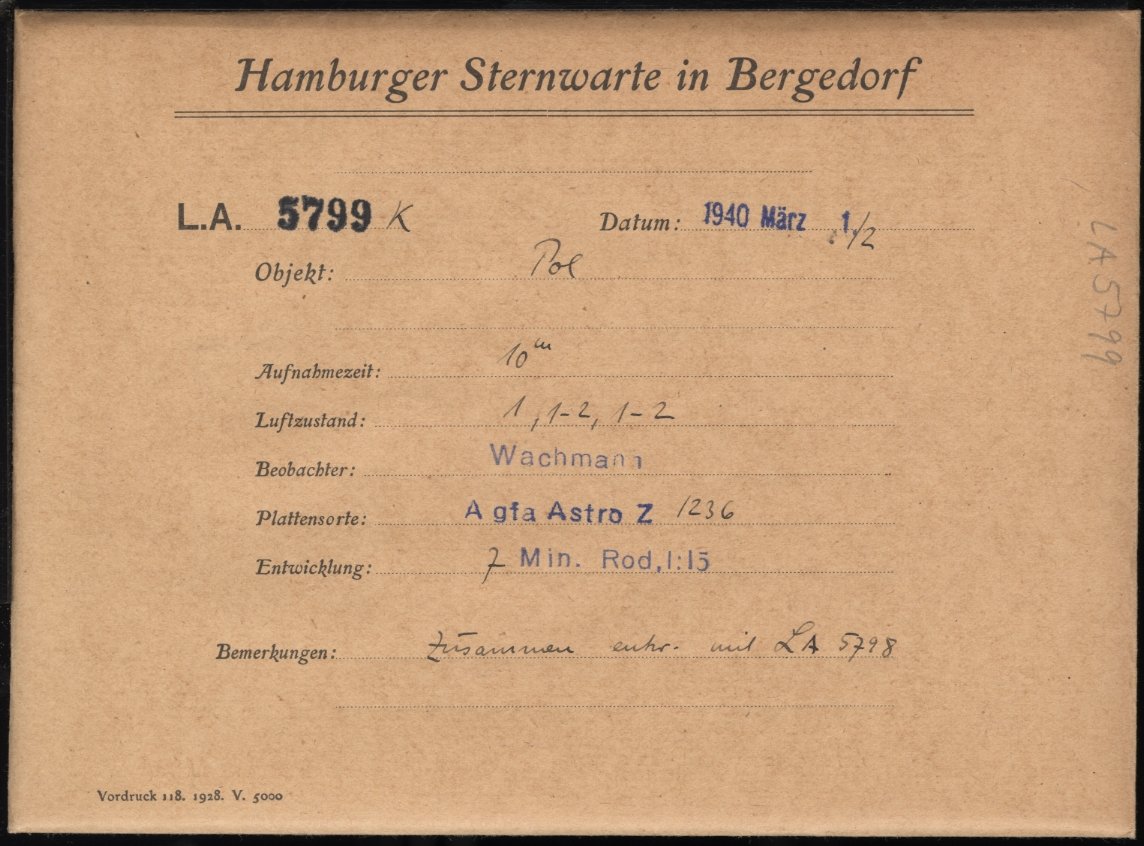 Hamburger Sternwarte in Bergedorf
L.A. 5799 K Datum: 1940 März 1./2
Objekt: Pol
Aufnahmezeit: 10m
Luftzustand: 1, 1-2, 1-2
Beobachter: Wachmann
Plattensorte: Agfa Astro Z 1236
Entwicklung: 7 Min. Rod, 1:15
Bemerkungen: Zusammen entw. mit LA 5798
Vordruck 118. 1928. V. 5000
LA 5799